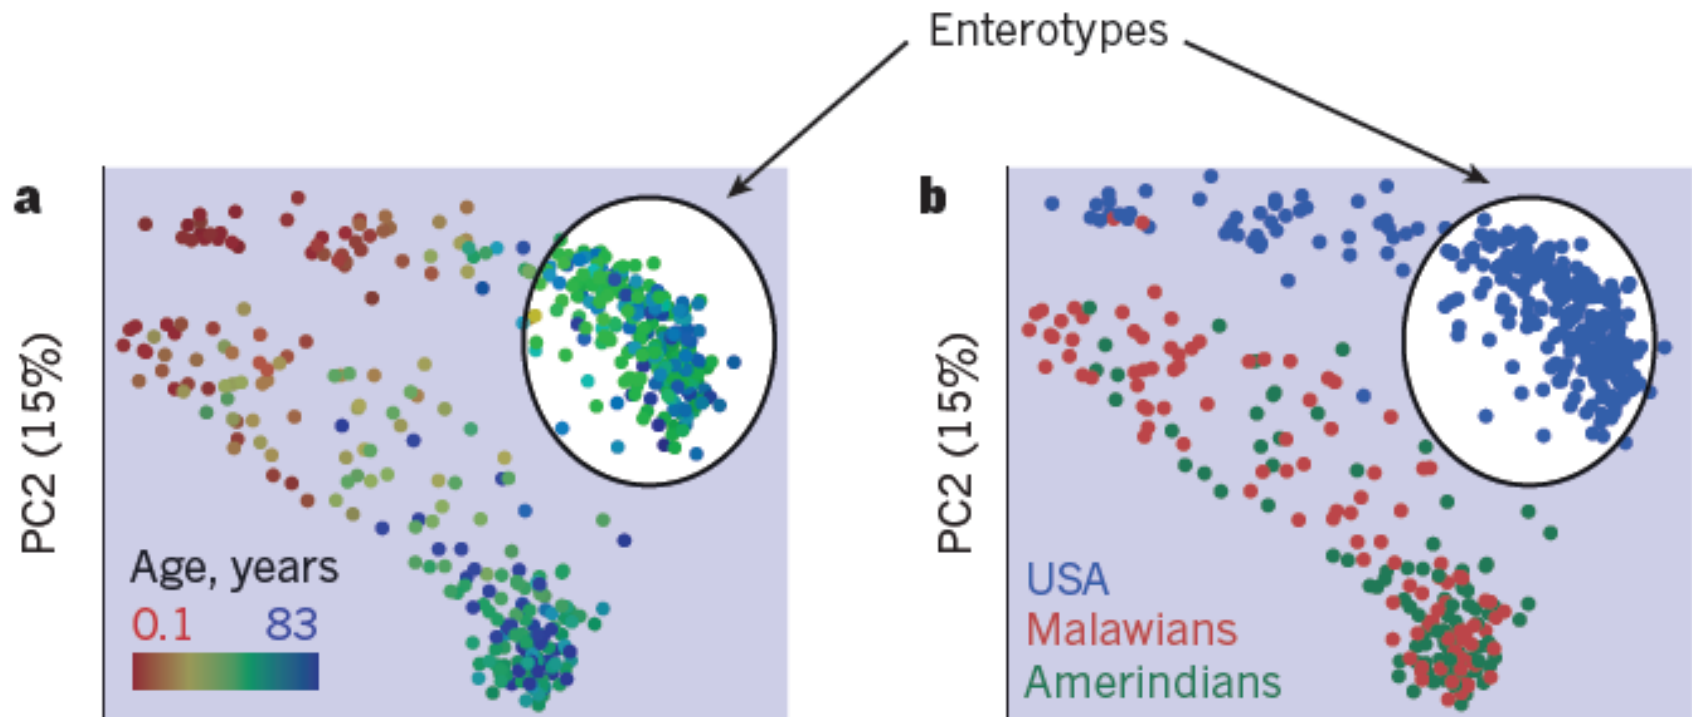 Enterotypes
a
b
PC2 (15%)
Age, years
0.1 83
PC2 (15%)
USA
Malawians
Amerindians